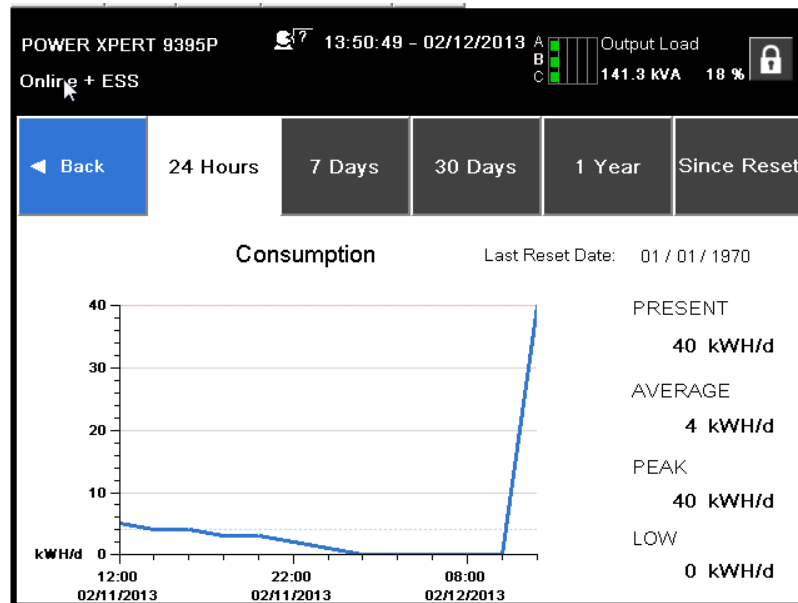 POWER XPERT 9395P
? 13:50:49 - 02/12/2013
A
B
C
Output Load
141.3 kVA 18 %
Online + ESS
Back
24 Hours
7 Days
30 Days
1 Year
Since Reset
Consumption
Last Reset Date: 01 / 01 / 1970
40
30
20
10
kWH/d 0
12:00
02/11/2013
22:00
02/11/2013
08:00
02/12/2013
PRESENT
40 kWH/d
AVERAGE
4 kWH/d
PEAK
40 kWH/d
LOW
0 kWH/d